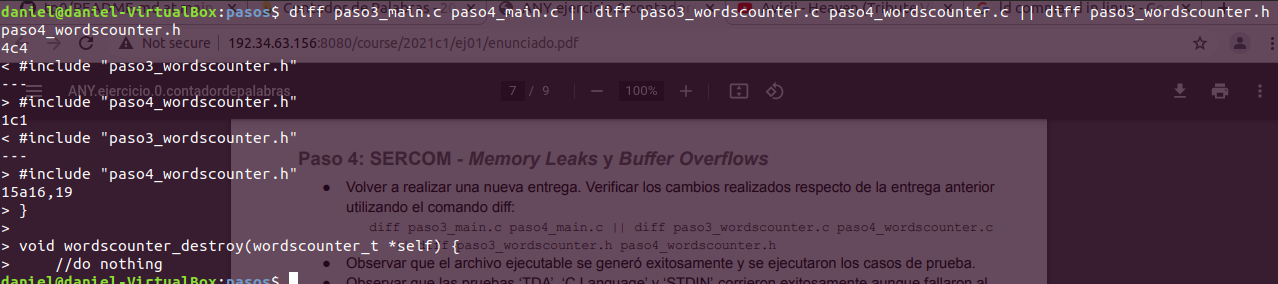 daniel@daniel-VirtualBox:pasos$ diff paso3_main.c paso4_main.c || diff paso3_wordscounter.c paso4_wordscounter.c || diff paso3_wordscounter.h
paso4_wordscounter.h
Not secure 192.34.63.156:8080/course/2021c1/ej01/enunciado.pdf
4c4
< #include "paso3_wordscounter.h"
---
ANY.ejercicio.0.contadordepalabras 7 / 9 100%
> #include "paso4_wordscounter.h"
1c1
< #include "paso3_wordscounter.h"
---
Paso 4: SERCOM - Memory Leaks y Buffer Overflows
> #include "paso4_wordscounter.h"
15a16,19
● Volver a realizar una nueva entrega. Verificar los cambios realizados respecto de la entrega anterior
> }
utilizando el comando diff:
>
diff paso3_main.c paso4_main.c || diff paso3_wordscounter.c paso4_wordscounter.c
> void wordscounter_destroy(wordscounter_t *self) {
paso3_wordscounter.h paso4_wordscounter.h
>     //do nothing
● Observar que el archivo ejecutable se generó exitosamente y se ejecutaron los casos de prueba.
daniel@daniel-VirtualBox:pasos$
● Observar que las pruebas 'TDA', 'C Language' y 'STDIN' corrieron exitosamente aunque fallaron al